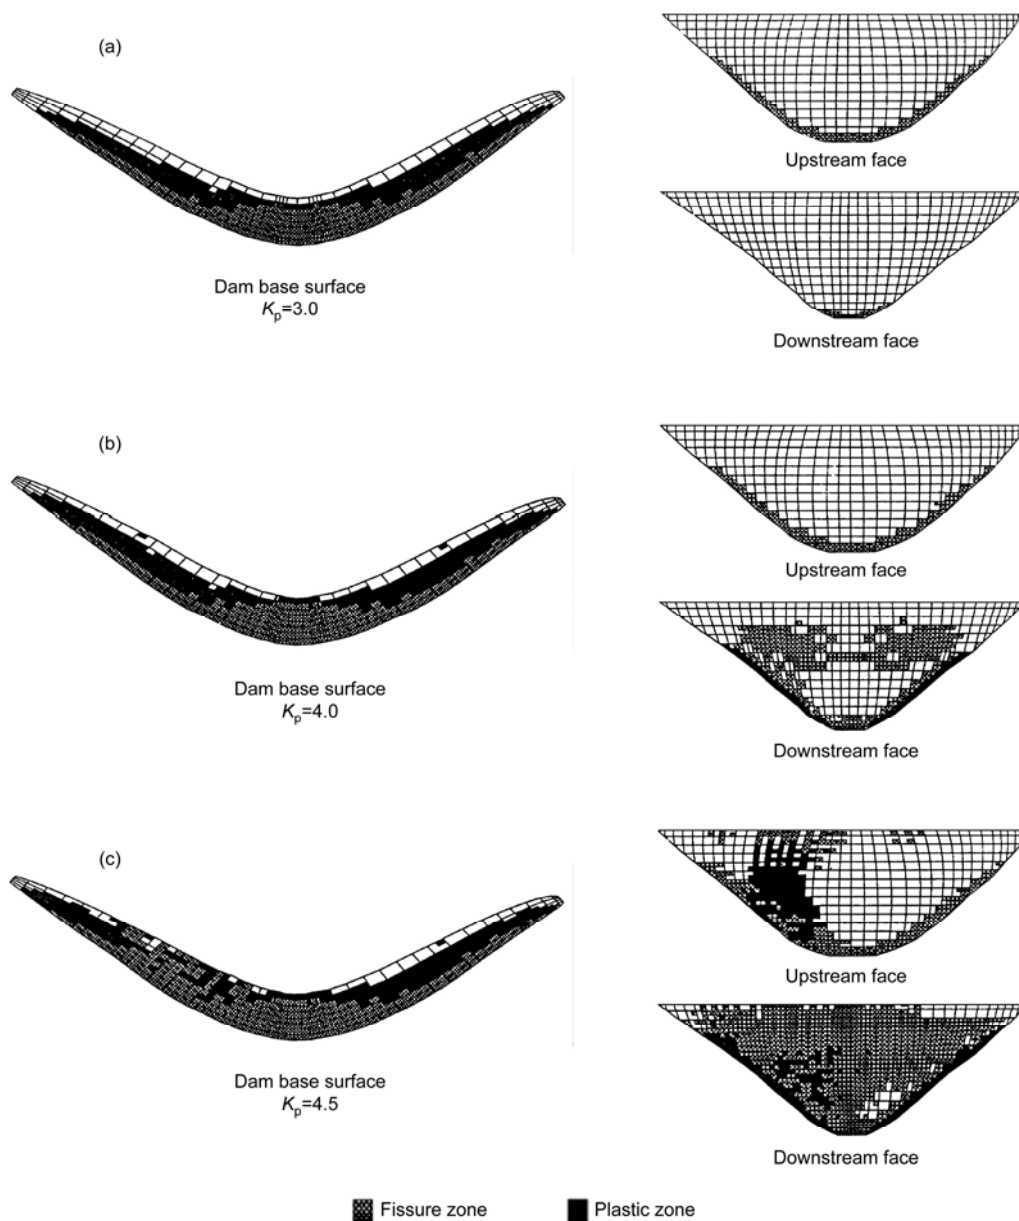 (a)
Upstream face
Downstream face
Dam base surface
Kp=3.0
(b)
Upstream face
Downstream face
Dam base surface
Kp=4.0
(c)
Upstream face
Downstream face
Dam base surface
Kp=4.5
Fissure zone
Plastic zone